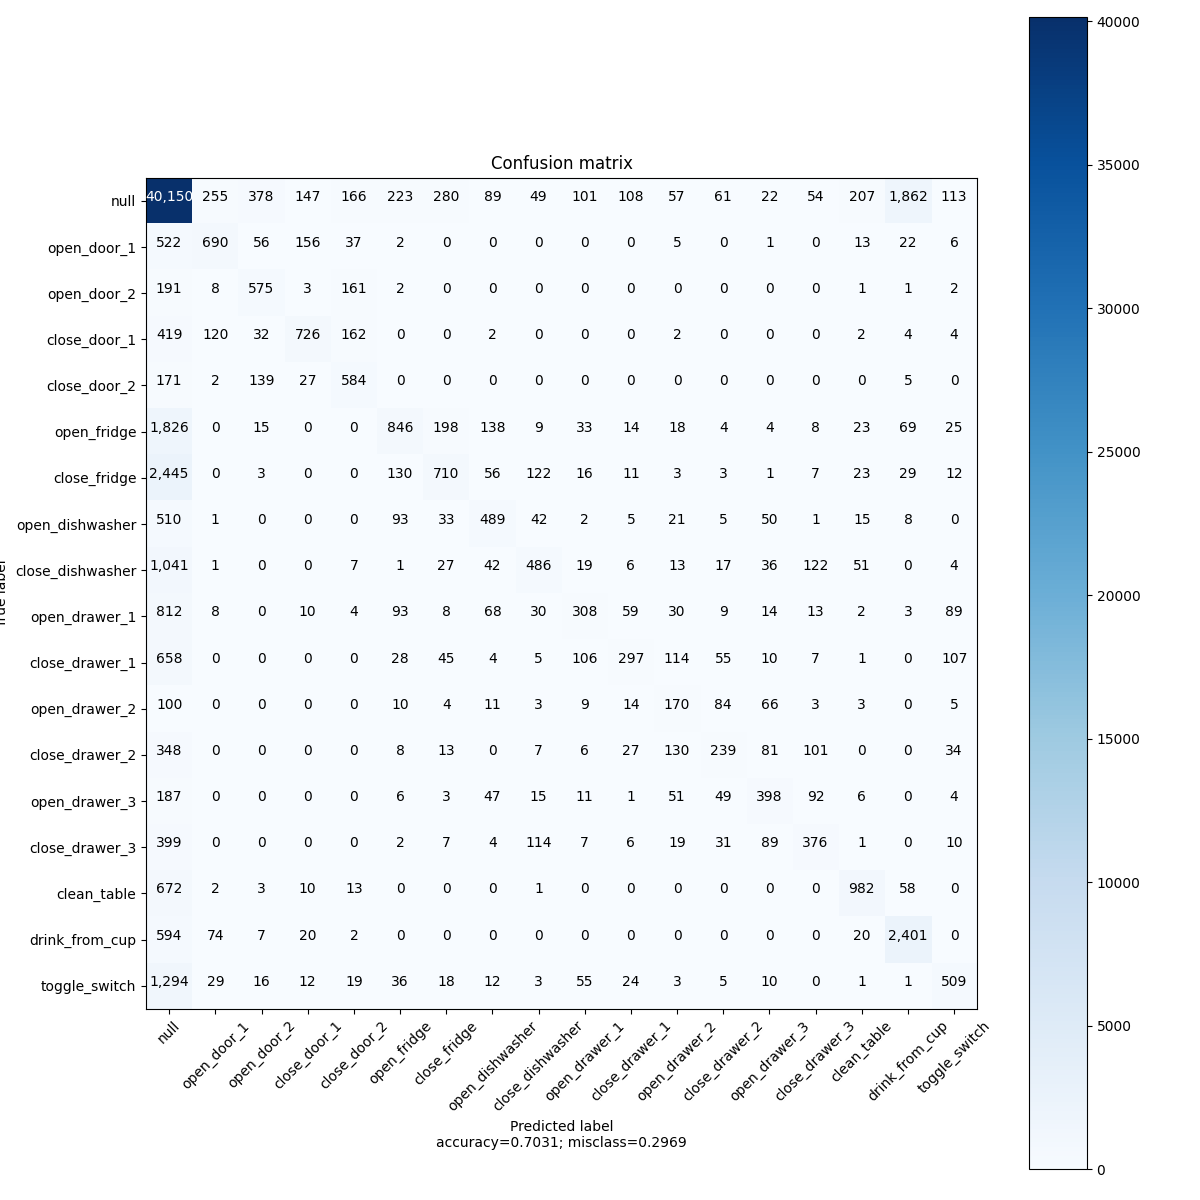 Confusion matrix
null 40,150 255 378 147 166 223 280 89 49 101 108 57 61 22 54 207 1,862 113
open_door_1 522 690 56 156 37 2 0 0 0 0 0 5 0 1 0 13 22 6
open_door_2 191 8 575 3 161 2 0 0 0 0 0 0 0 0 0 1 1 2
close_door_1 419 120 32 726 162 0 0 2 0 0 0 2 0 0 0 2 4 4
close_door_2 171 2 139 27 584 0 0 0 0 0 0 0 0 0 0 0 5 0
open_fridge 1,826 0 15 0 0 846 198 138 9 33 14 18 4 4 8 23 69 25
close_fridge 2,445 0 3 0 0 130 710 56 122 16 11 3 3 1 7 23 29 12
open_dishwasher 510 1 0 0 0 93 33 489 42 2 5 21 5 50 1 15 8 0
close_dishwasher 1,041 1 0 0 7 1 27 42 486 19 6 13 17 36 122 51 0 4
open_drawer_1 812 8 0 10 4 93 8 68 30 308 59 30 9 14 13 2 3 89
close_drawer_1 658 0 0 0 0 28 45 4 5 106 297 114 55 10 7 1 0 107
open_drawer_2 100 0 0 0 0 10 4 11 3 9 14 170 84 66 3 3 0 5
close_drawer_2 348 0 0 0 0 8 13 0 7 6 27 130 239 81 101 0 0 34
open_drawer_3 187 0 0 0 0 6 3 47 15 11 1 51 49 398 92 6 0 4
close_drawer_3 399 0 0 0 0 2 7 4 114 7 6 19 31 89 376 1 0 10
clean_table 672 2 3 10 13 0 0 0 1 0 0 0 0 0 0 982 58 0
drink_from_cup 594 74 7 20 2 0 0 0 0 0 0 0 0 0 0 20 2,401 0
toggle_switch 1,294 29 16 12 19 36 18 12 3 55 24 3 5 10 0 1 1 509
null open_door_1 open_door_2 close_door_1 close_door_2 open_fridge close_fridge open_dishwasher close_dishwasher open_drawer_1 close_drawer_1 open_drawer_2 close_drawer_2 open_drawer_3 close_drawer_3 clean_table drink_from_cup toggle_switch
Predicted label
accuracy=0.7031; misclass=0.2969
40000
35000
30000
25000
20000
15000
10000
5000
0